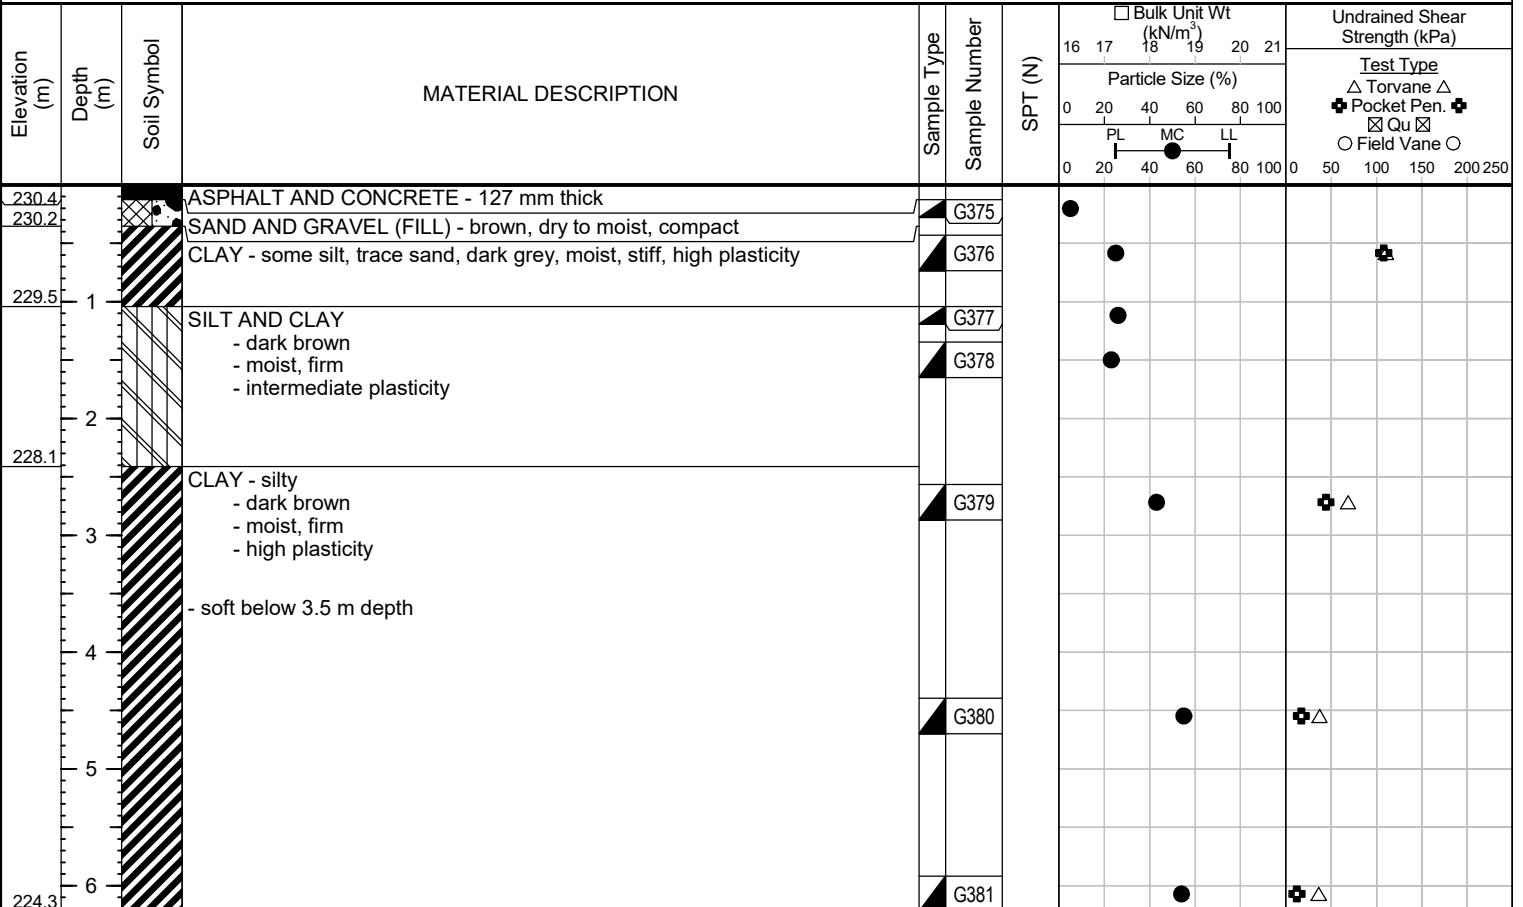 Elevation
(m)
Depth
(m)
Soil Symbol
MATERIAL DESCRIPTION
Sample Type
Sample Number
SPT (N)
Bulk Unit Wt
(kN/m³)
16 17 18 19 20 21
Particle Size (%)
0 20 40 60 80 100
PL MC LL
0 20 40 60 80 100
Undrained Shear
Strength (kPa)
Test Type
Torvane
Pocket Pen.
Qu
Field Vane
0 50 100 150 200 250
230.4
ASPHALT AND CONCRETE - 127 mm thick
G375
230.2
SAND AND GRAVEL (FILL) - brown, dry to moist, compact
CLAY - some silt, trace sand, dark grey, moist, stiff, high plasticity
G376
229.5
1
SILT AND CLAY
G377
- dark brown
- moist, firm
G378
- intermediate plasticity
2
228.1
CLAY - silty
- dark brown
G379
- moist, firm
3
- high plasticity
- soft below 3.5 m depth
4
G380
5
6
G381
224.3